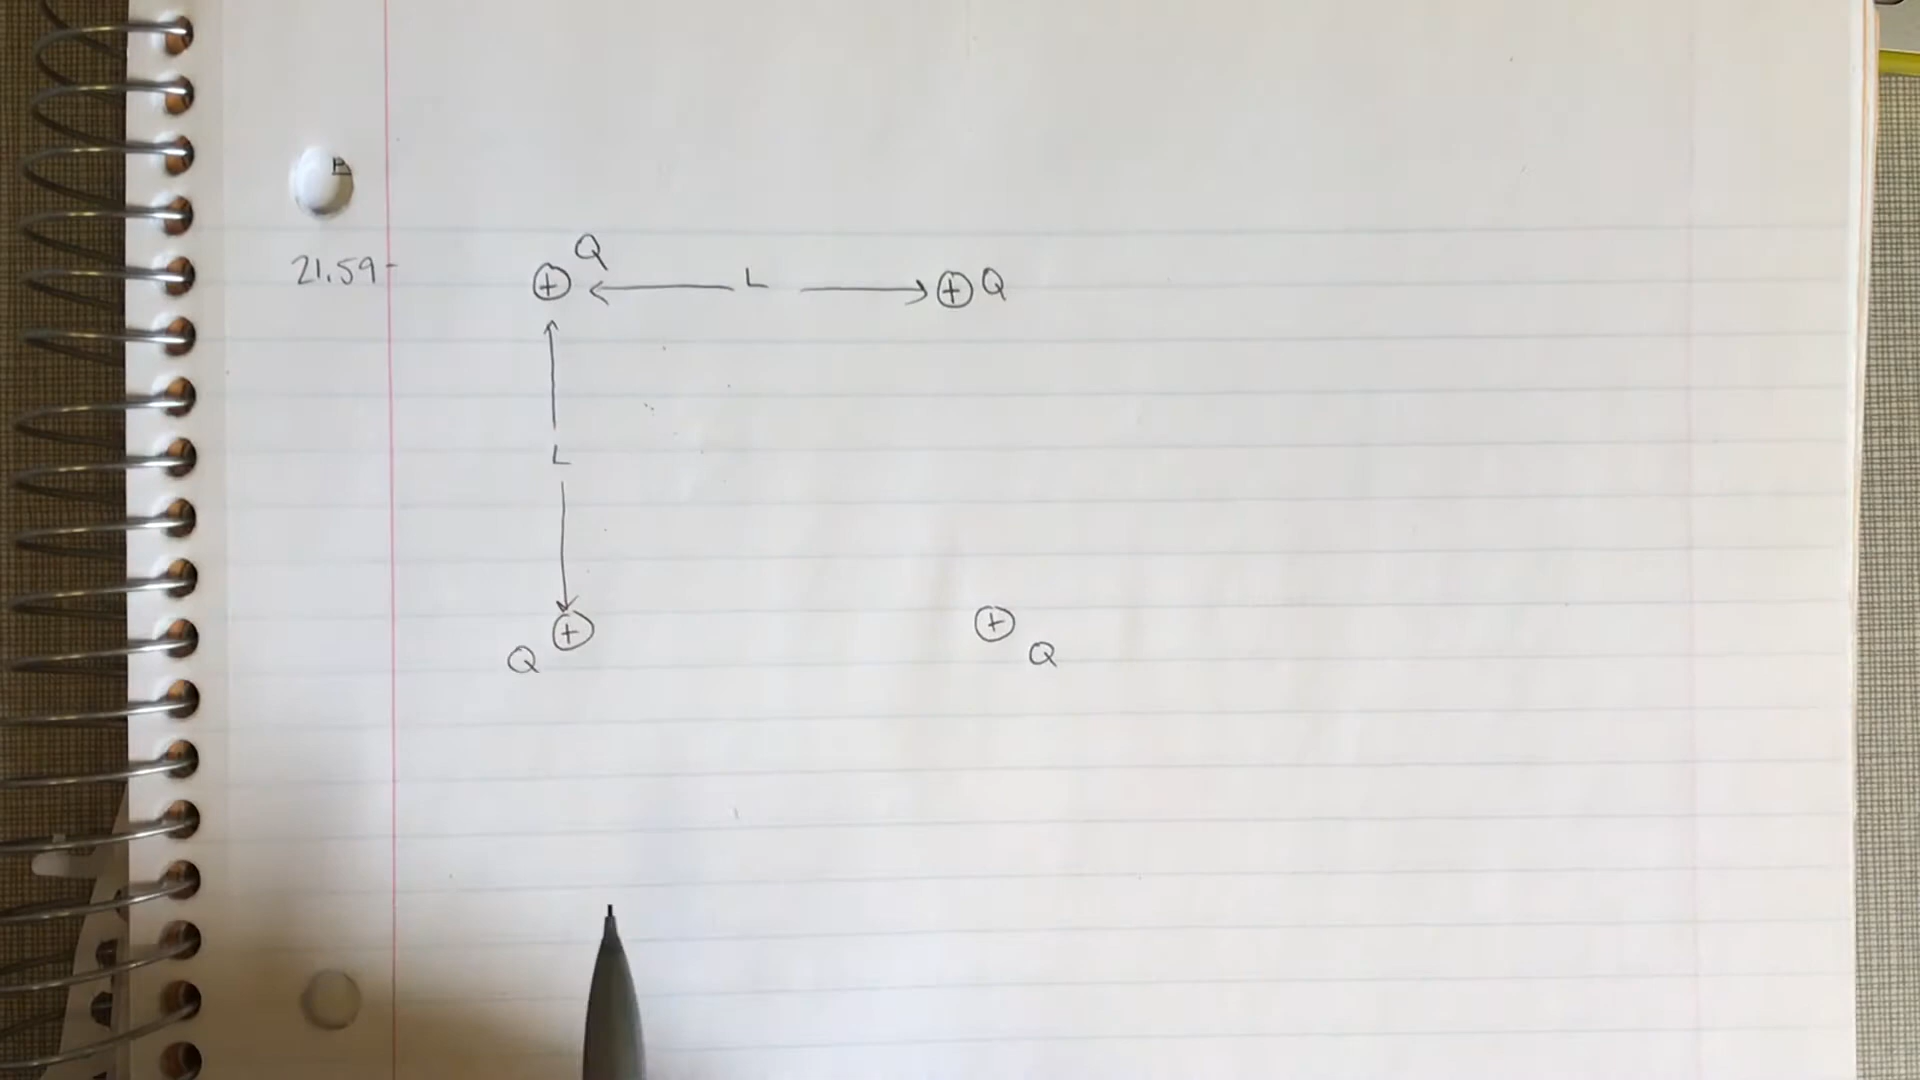 21.59
Q
+ L + Q
L
+ +
Q Q